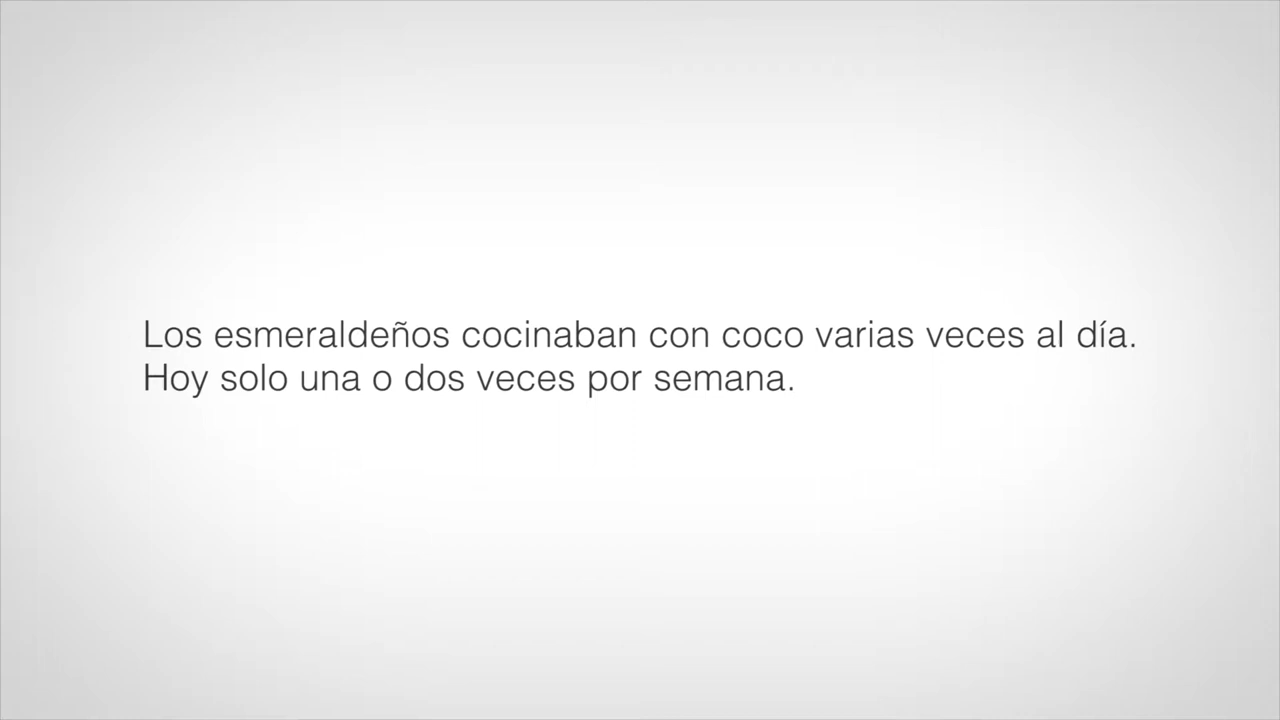 Los esmeraldeños cocinaban con coco varias veces al día.
Hoy solo una o dos veces por semana.